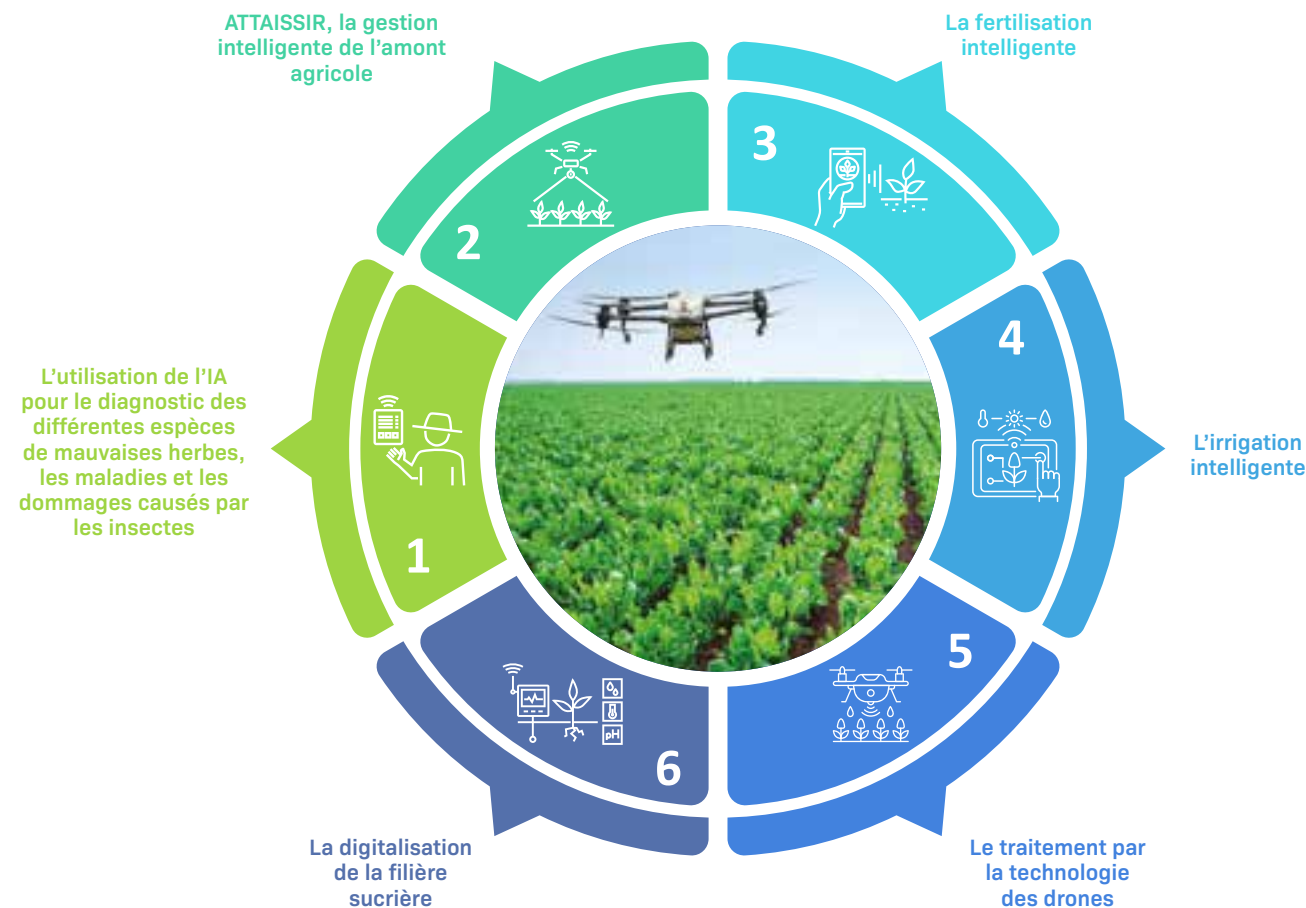 ATTAISSIR, la gestion
intelligente de l’amont
agricole
La fertilisation
intelligente
3
2
4
L’utilisation de l’IA
pour le diagnostic des
différentes espèces
de mauvaises herbes,
les maladies et les
dommages causés par
les insectes
L’irrigation
intelligente
1
5
pH
6
La digitalisation
de la filière
sucrière
Le traitement par
la technologie
des drones